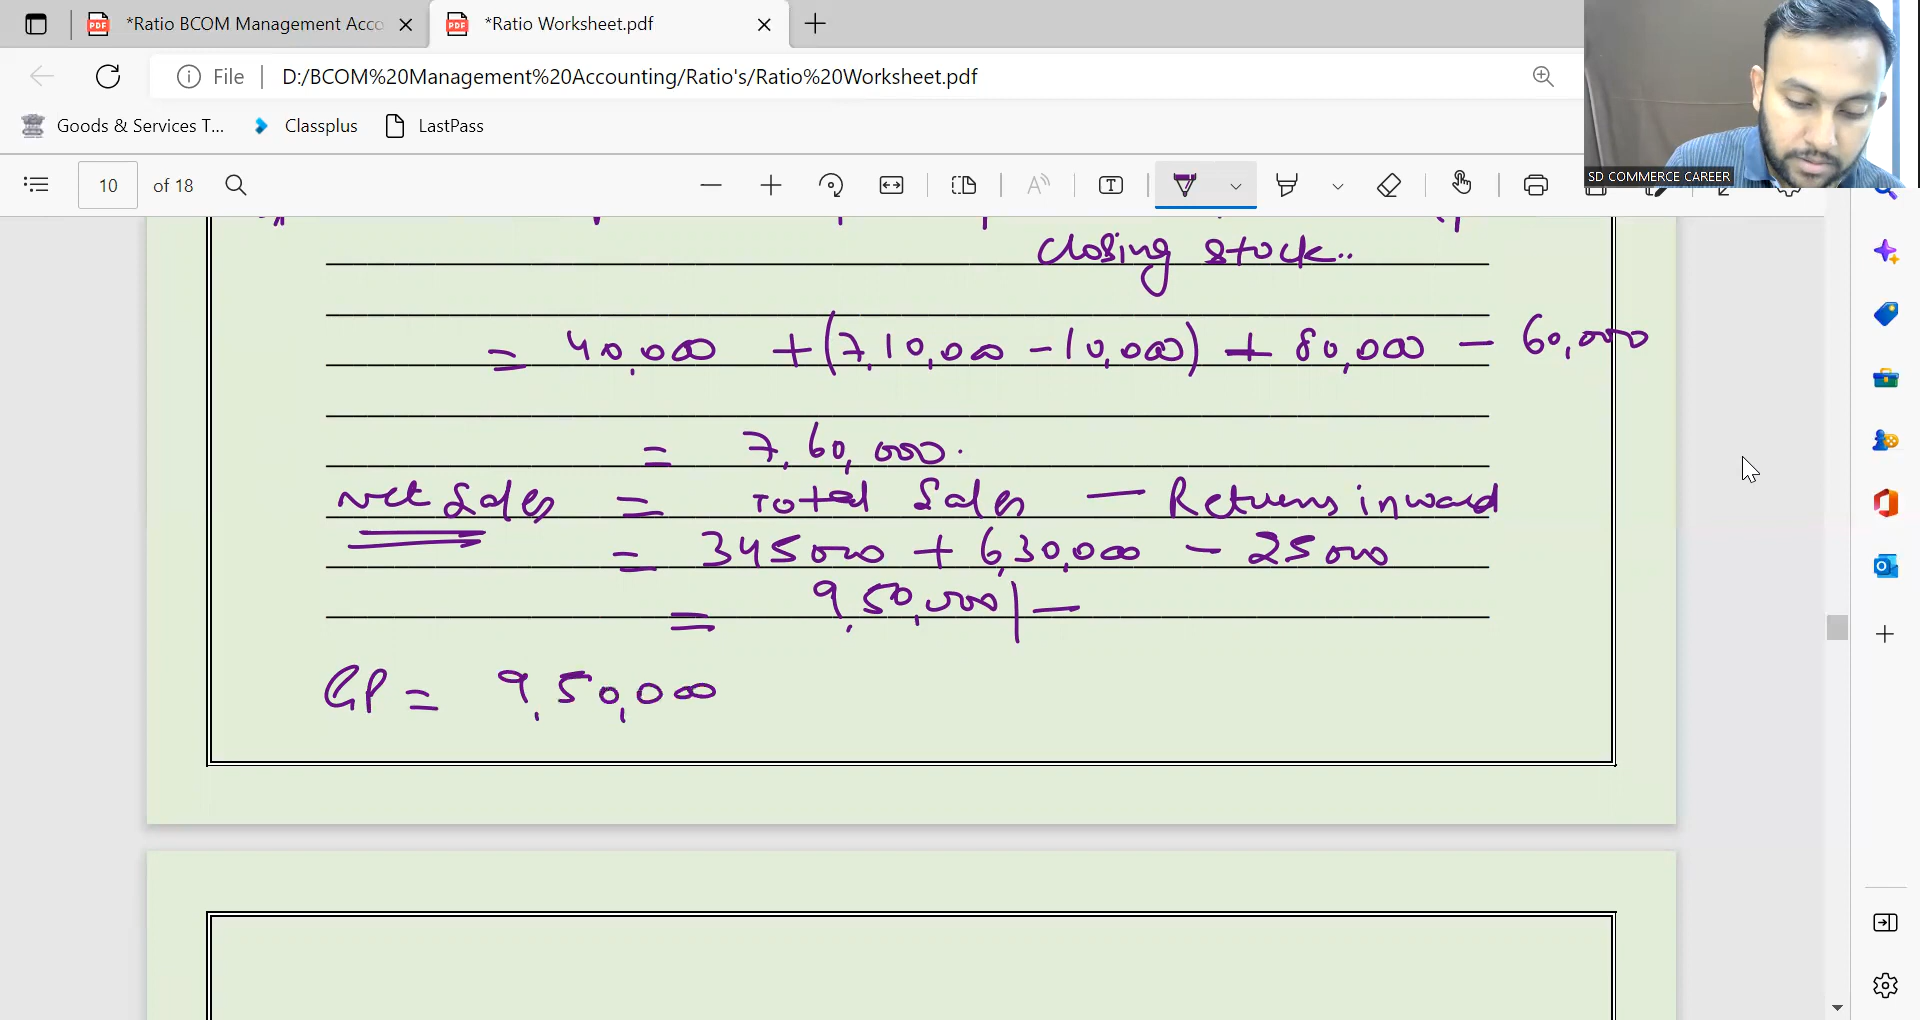 *Ratio BCOM Management Acco
*Ratio Worksheet.pdf
File
D:/BCOM%20Management%20Accounting/Ratio's/Ratio%20Worksheet.pdf
Goods & Services T...
Classplus
LastPass
10 of 18
SD COMMERCE CAREER
closing stock..
= 40,000 + (7,10,000 - 10,000) + 80,000 - 60,000
= 7,60,000.
Net Sales = Total Sales - Returns inward
= 345000 + 6,30,000 - 25000
= 9,50,000/-
GP = 9,50,000